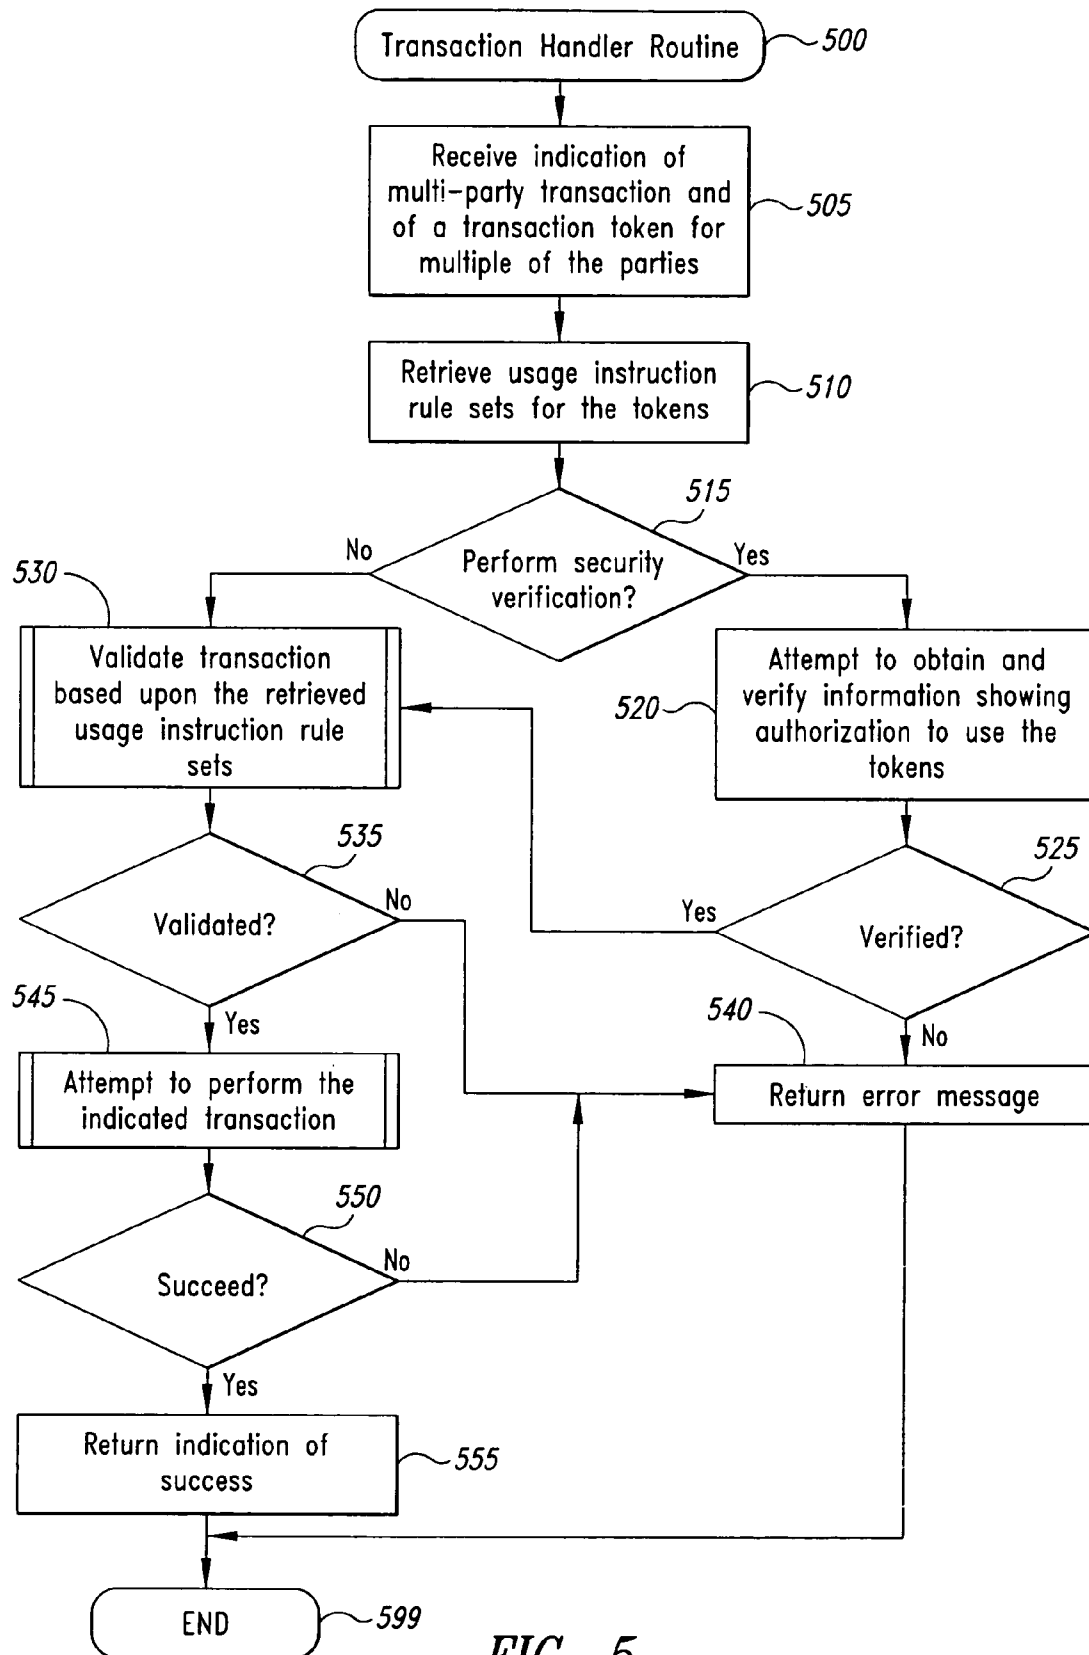 Transaction Handler Routine
500
Receive indication of
multi-party transaction and
of a transaction token for
multiple of the parties
505
Retrieve usage instruction
rule sets for the tokens
510
515
Perform security
verification?
No
Yes
530
Validate transaction
based upon the retrieved
usage instruction rule
sets
520
Attempt to obtain and
verify information showing
authorization to use the
tokens
535
Validated?
No
Yes
525
Verified?
Yes
No
545
Attempt to perform the
indicated transaction
540
Return error message
550
Succeed?
No
Yes
Return indication of
success
555
END
599
FIG. 5